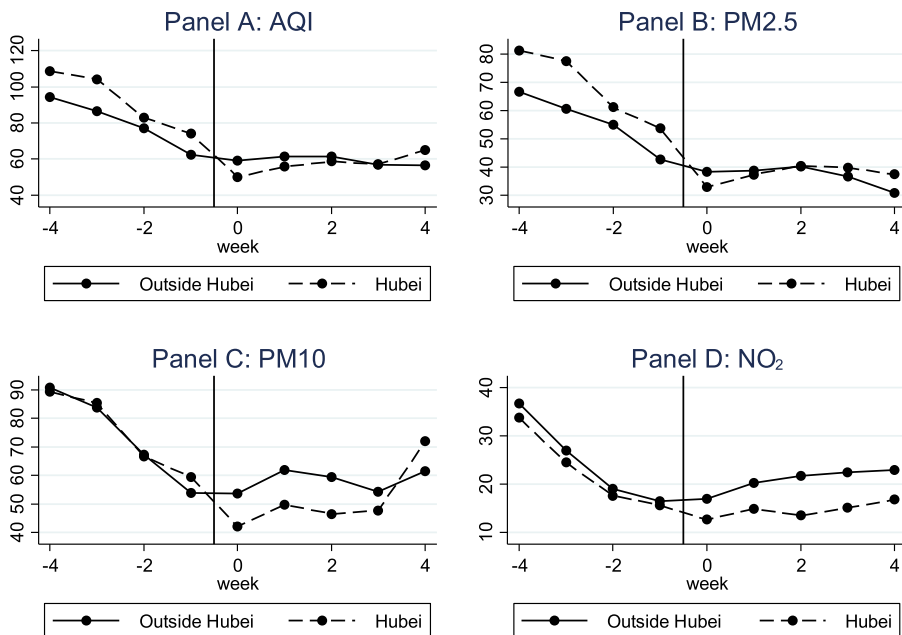 Panel A: AQI
120
100
80
60
40
-4 -2 0 2 4
week
Outside Hubei Hubei
Panel B: PM2.5
80
70
60
50
40
30
-4 -2 0 2 4
week
Outside Hubei Hubei
Panel C: PM10
90
80
70
60
50
40
-4 -2 0 2 4
week
Outside Hubei Hubei
Panel D: NO₂
40
30
20
10
-4 -2 0 2 4
week
Outside Hubei Hubei